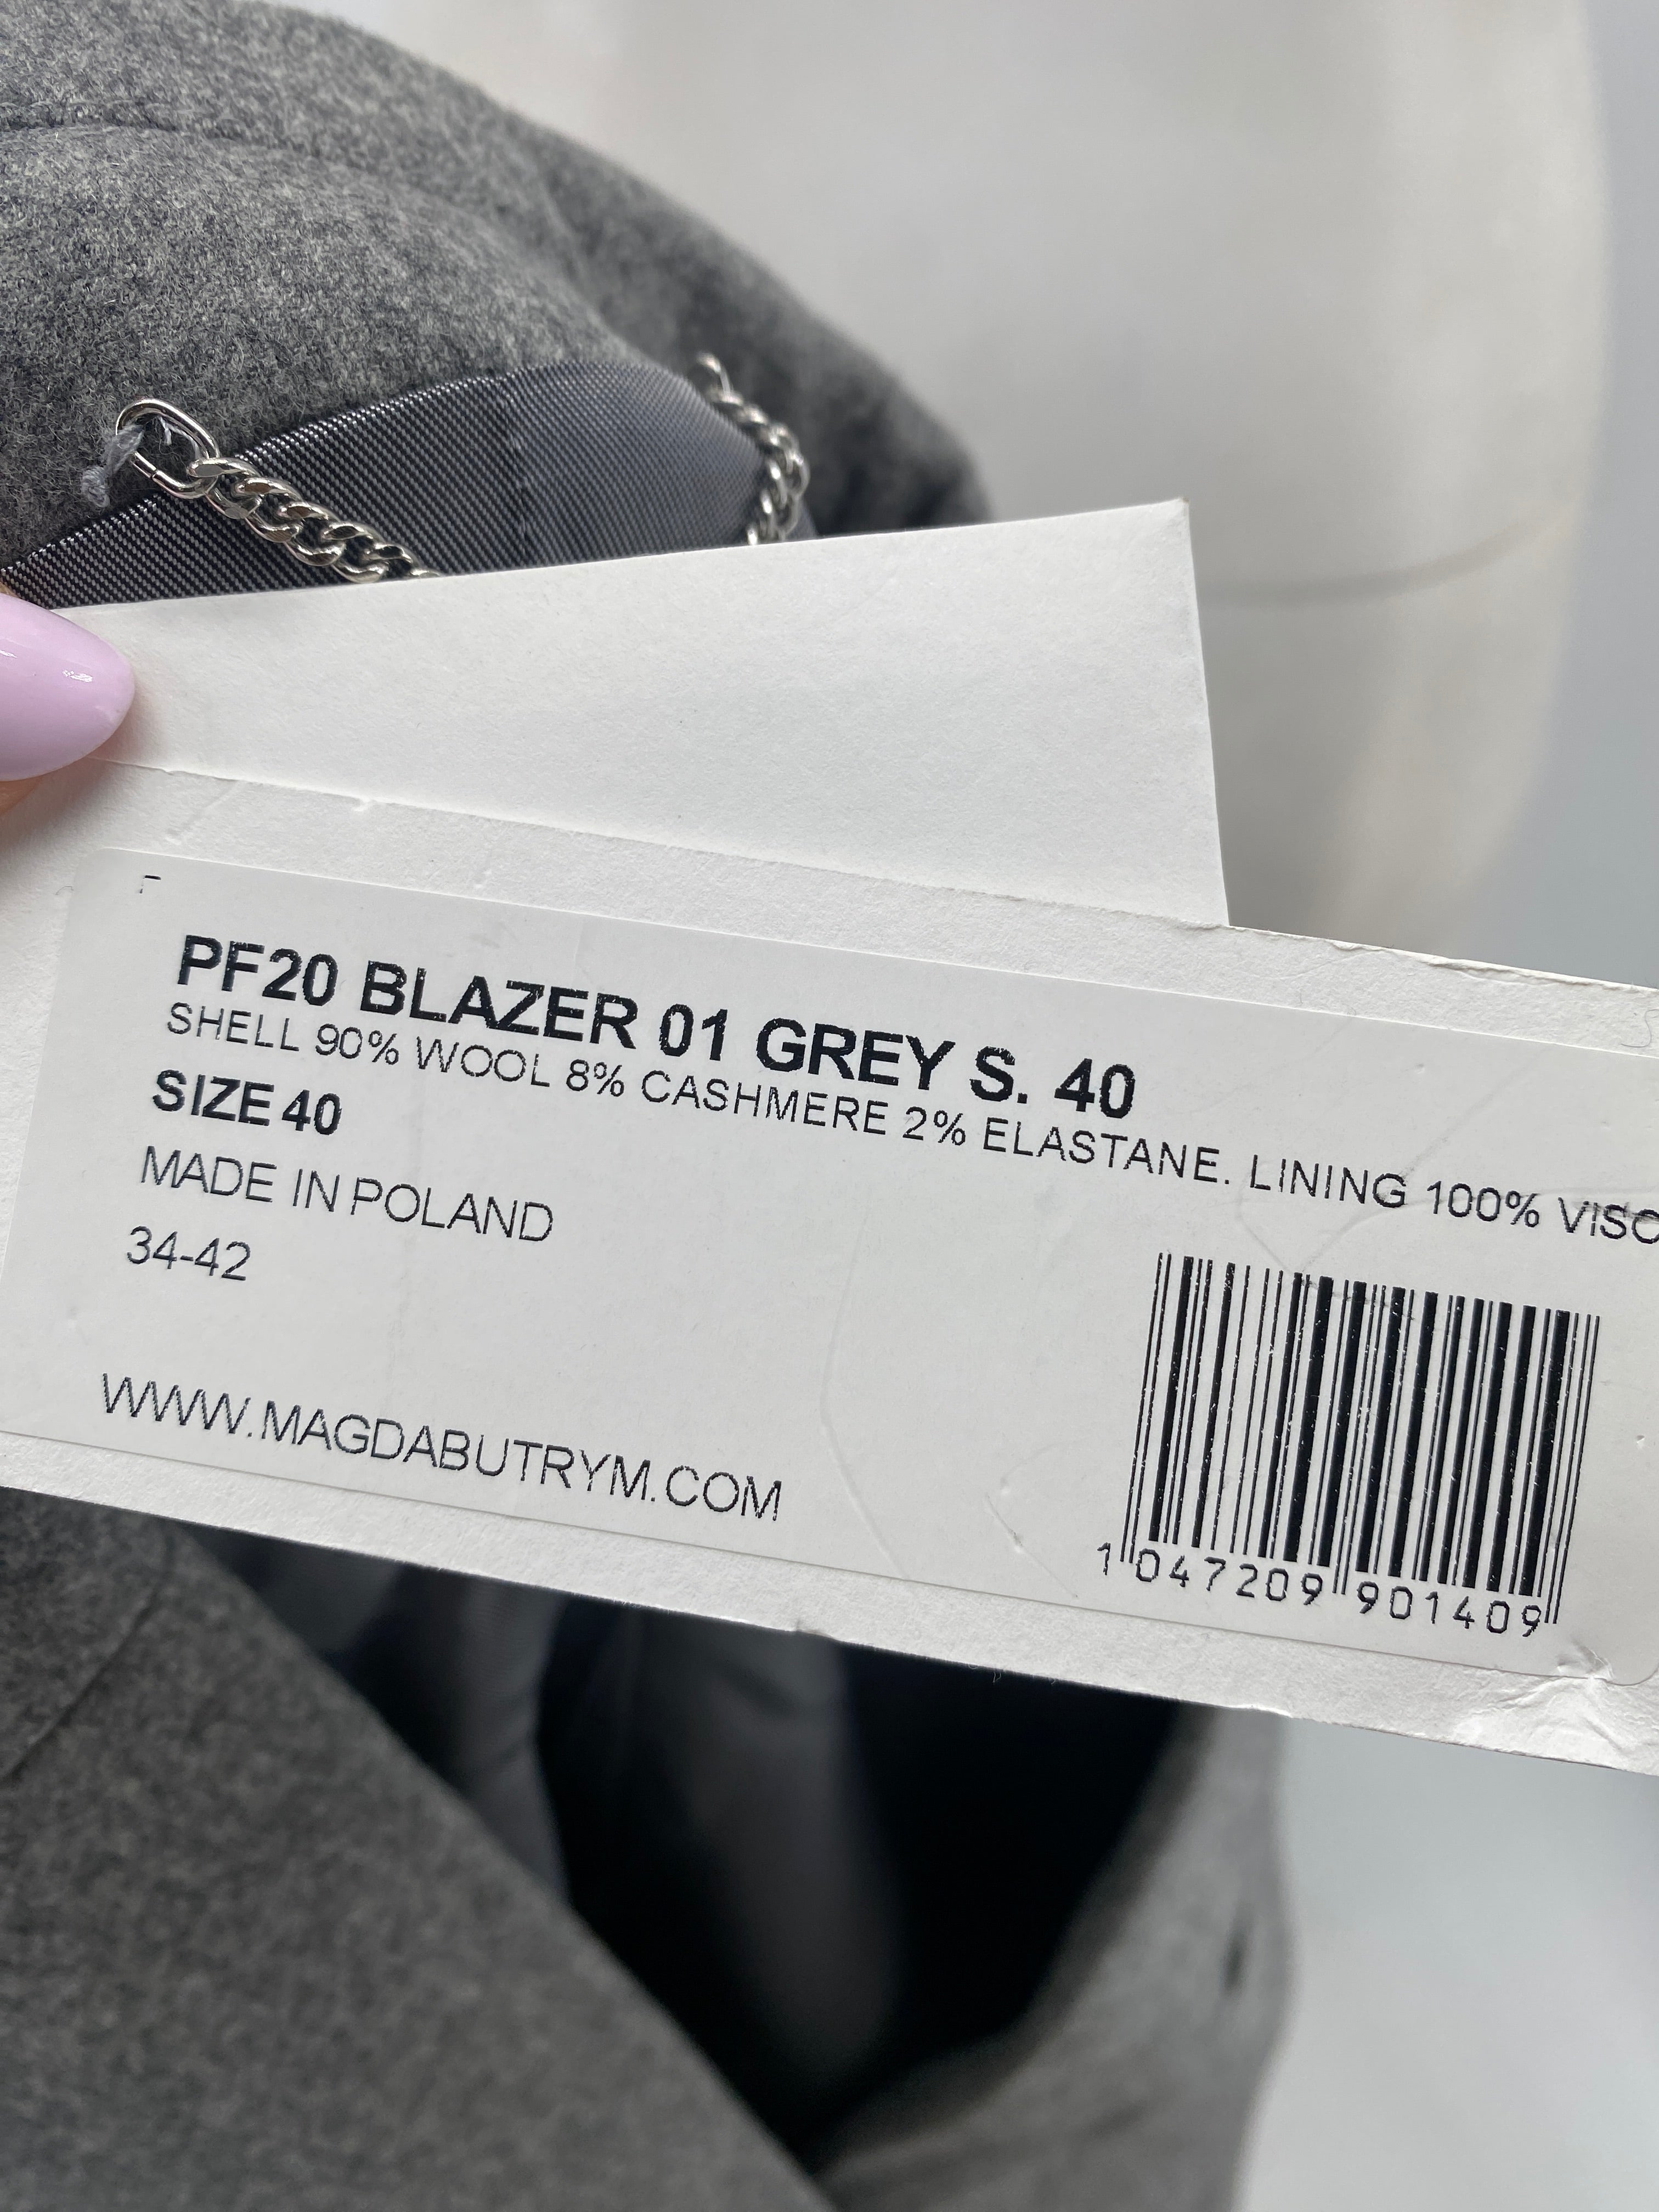 PF20 BLAZER 01 GREY S. 40
SHELL 90% WOOL 8% CASHMERE 2% ELASTANE. LINING 100% VISC
SIZE 40
MADE IN POLAND
34-42
WWW.MAGDABUTRYM.COM
1 047209 901409